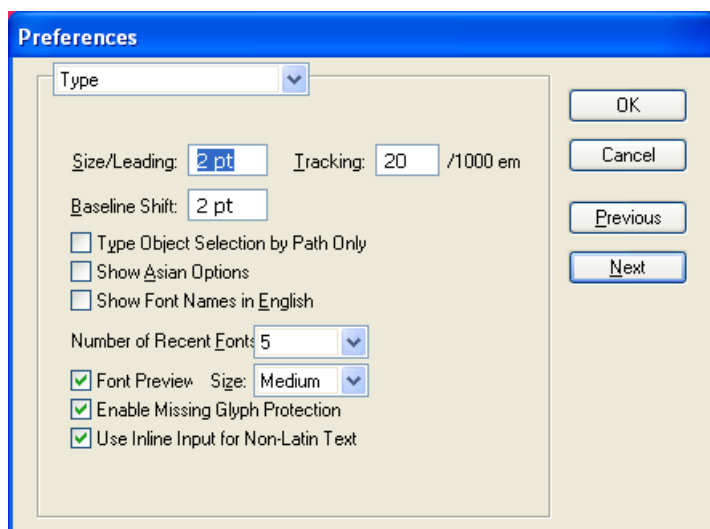 Preferences
Type
OK
Size/Leading: 2 pt Tracking: 20 /1000 em
Cancel
Baseline Shift: 2 pt
Previous
Type Object Selection by Path Only
Show Asian Options
Next
Show Font Names in English
Number of Recent Fonts 5
Font Preview Size: Medium
Enable Missing Glyph Protection
Use Inline Input for Non-Latin Text